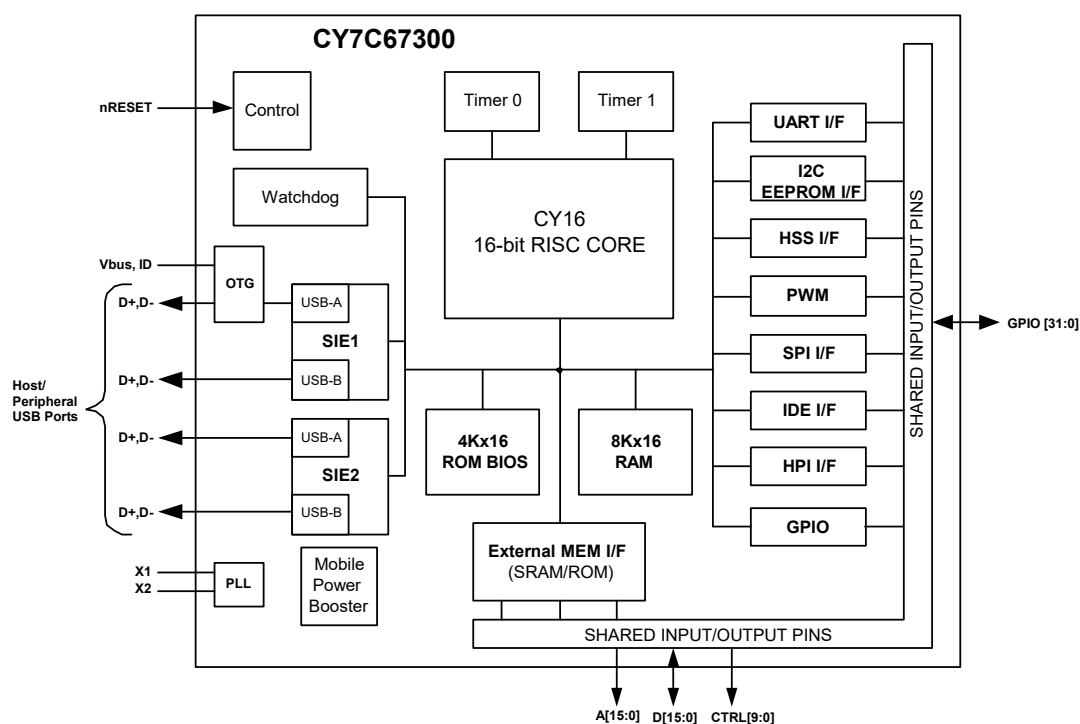 CY7C67300
nRESET
Control
Timer 0
Timer 1
UART I/F
Watchdog
CY16
16-bit RISC CORE
I2C
EEPROM I/F
HSS I/F
Vbus, ID
OTG
D+,D-
USB-A
SIE1
PWM
SHARED INPUT/OUTPUT PINS
GPIO [31:0]
SPI I/F
D+,D-
USB-B
Host/
Peripheral
USB Ports
IDE I/F
D+,D-
USB-A
SIE2
4Kx16
ROM BIOS
8Kx16
RAM
HPI I/F
D+,D-
USB-B
GPIO
External MEM I/F
(SRAM/ROM)
X1
X2
PLL
Mobile
Power
Booster
SHARED INPUT/OUTPUT PINS
A[15:0]
D[15:0]
CTRL[9:0]